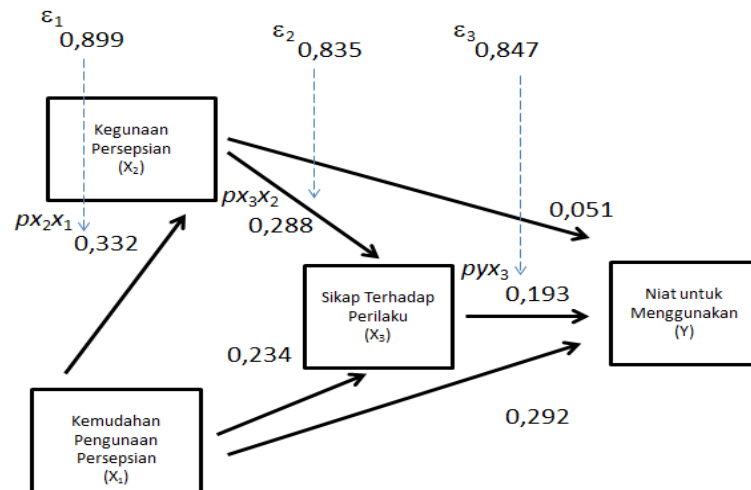 ε1
0,899
ε2
0,835
ε3
0,847
Kegunaan
Persepsian
(X2)
px2x1
0,332
px3x2
0,288
0,051
Sikap Terhadap
Perilaku
(X3)
pyx3
0,193
Niat untuk
Menggunakan
(Y)
0,234
0,292
Kemudahan
Pengunaan
Persepsian
(X1)